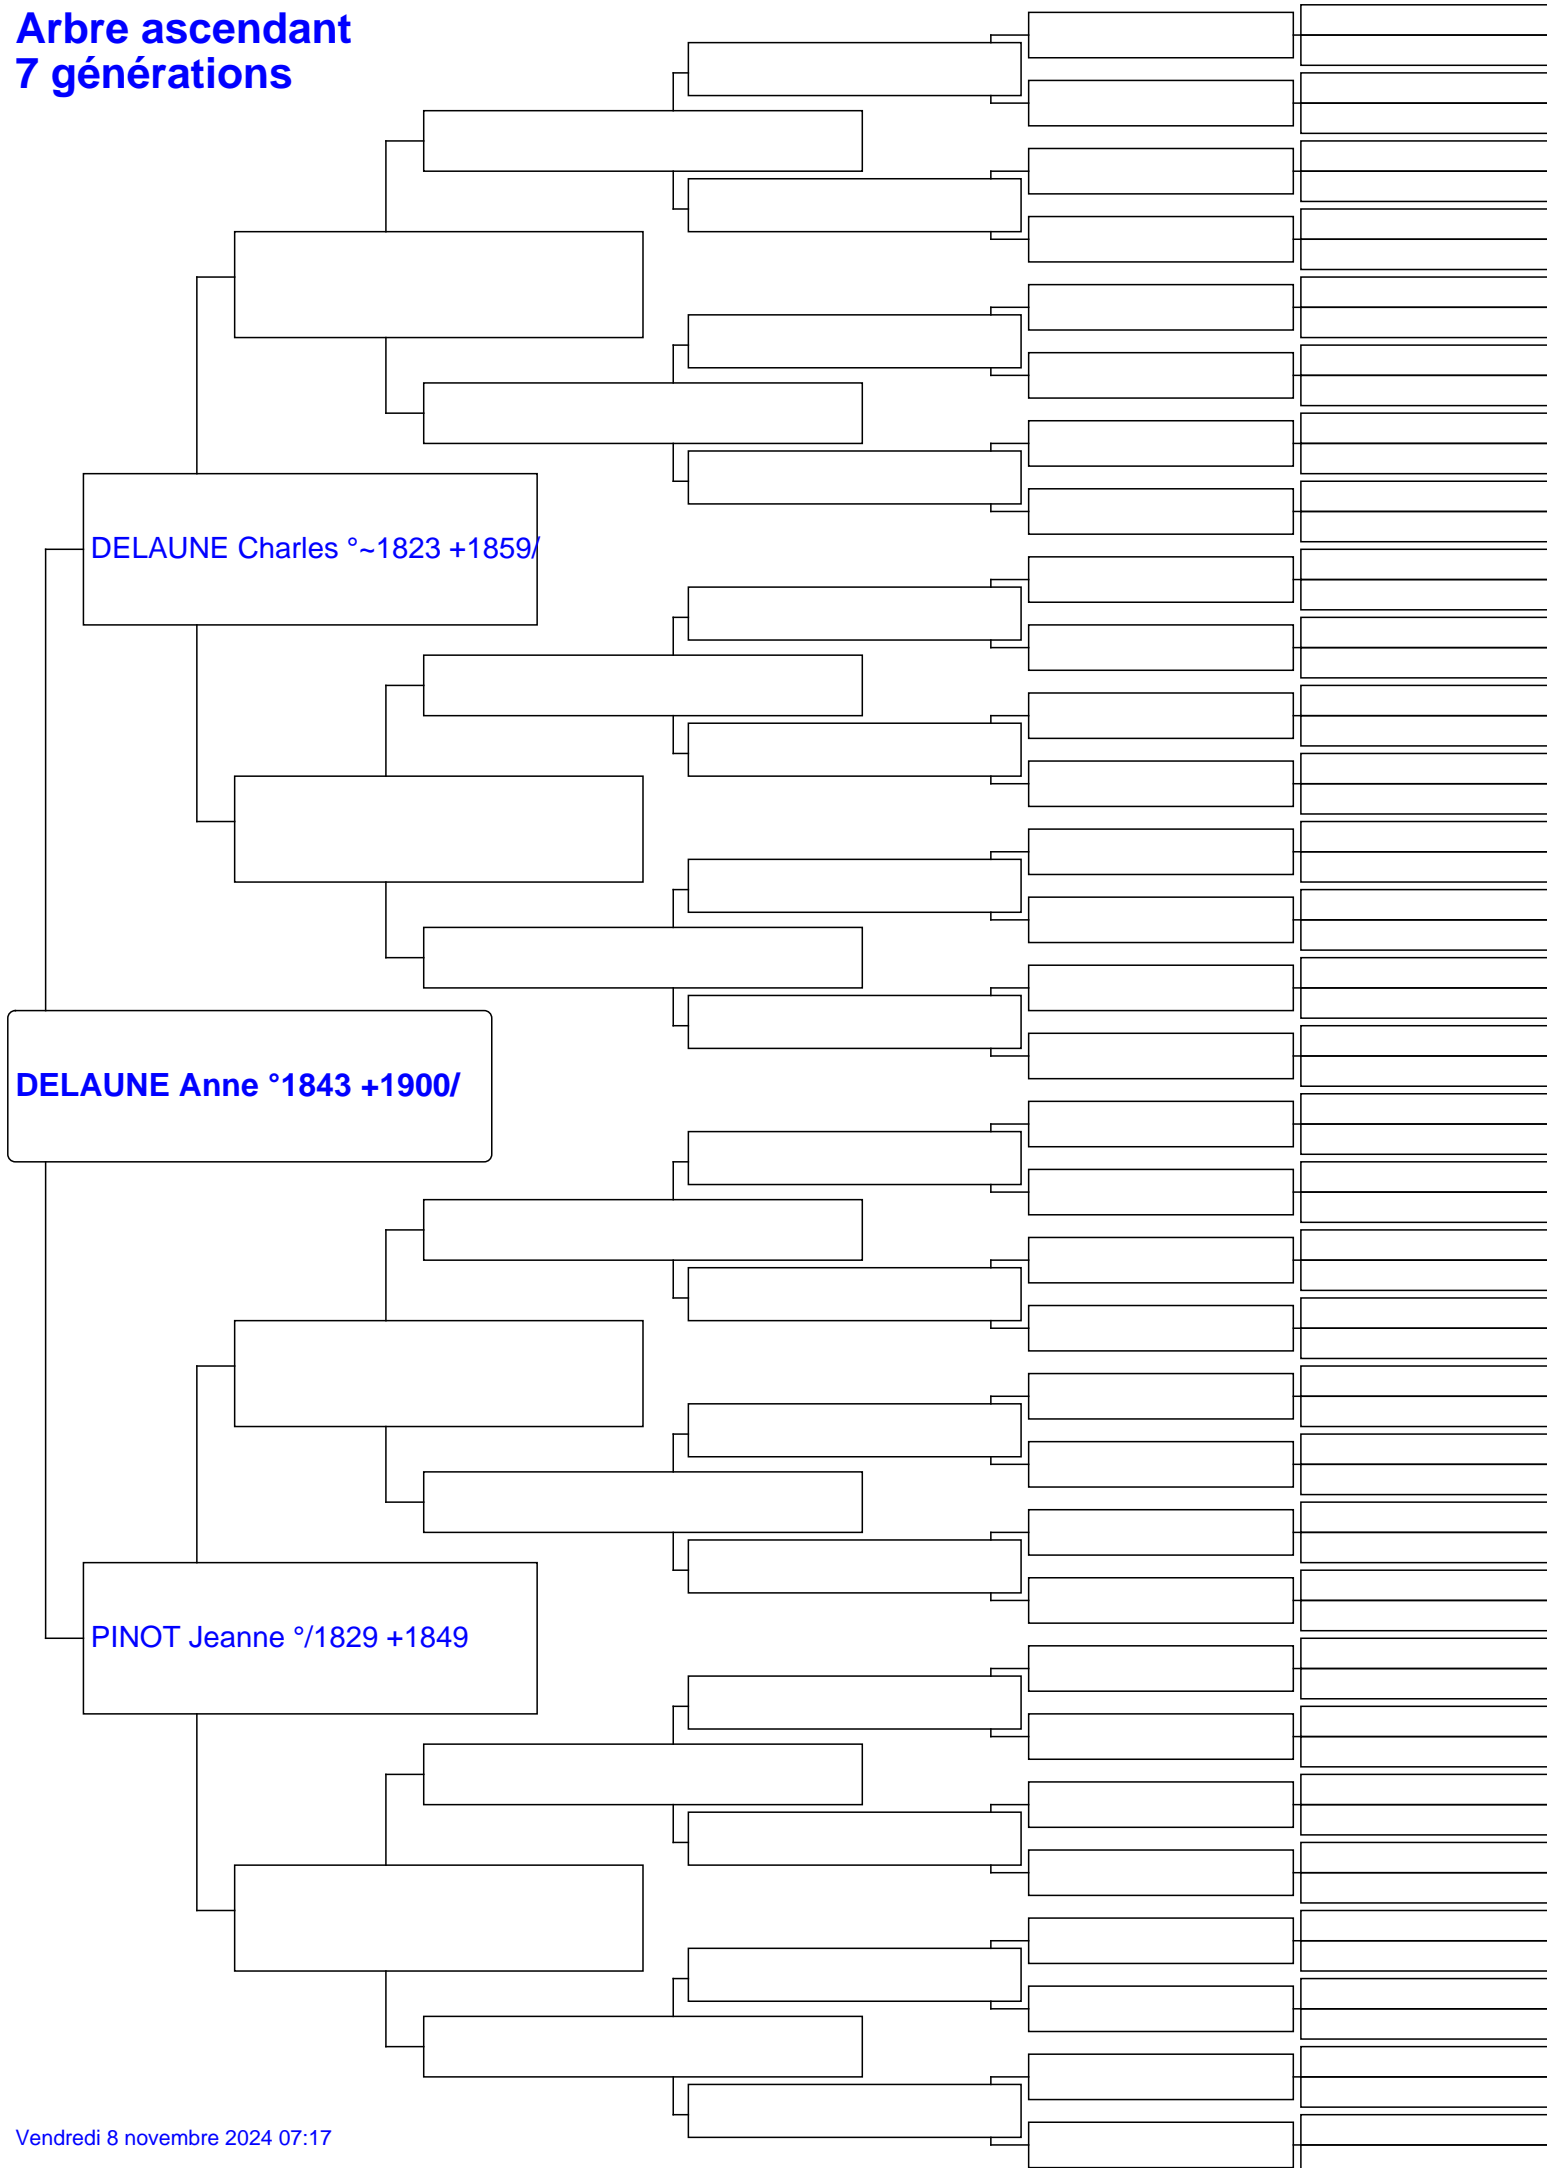 Arbre ascendant
7 générations
DELAUNE Charles °~1823 +1859/
DELAUNE Anne °1843 +1900/
PINOT Jeanne °/1829 +1849
Vendredi 8 novembre 2024 07:17